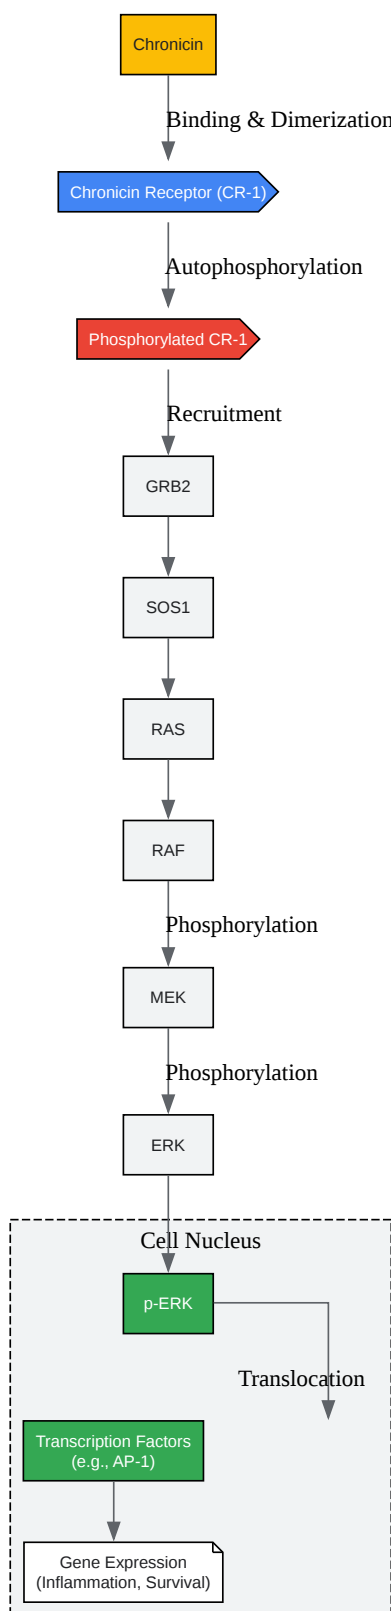 Chronicin
Binding & Dimerization
Chronicin Receptor (CR-1)
Autophosphorylation
Phosphorylated CR-1
Recruitment
GRB2
SOS1
RAS
RAF
Phosphorylation
MEK
Phosphorylation
ERK
Cell Nucleus
p-ERK
Translocation
Transcription Factors
(e.g., AP-1)
Gene Expression
(Inflammation, Survival)